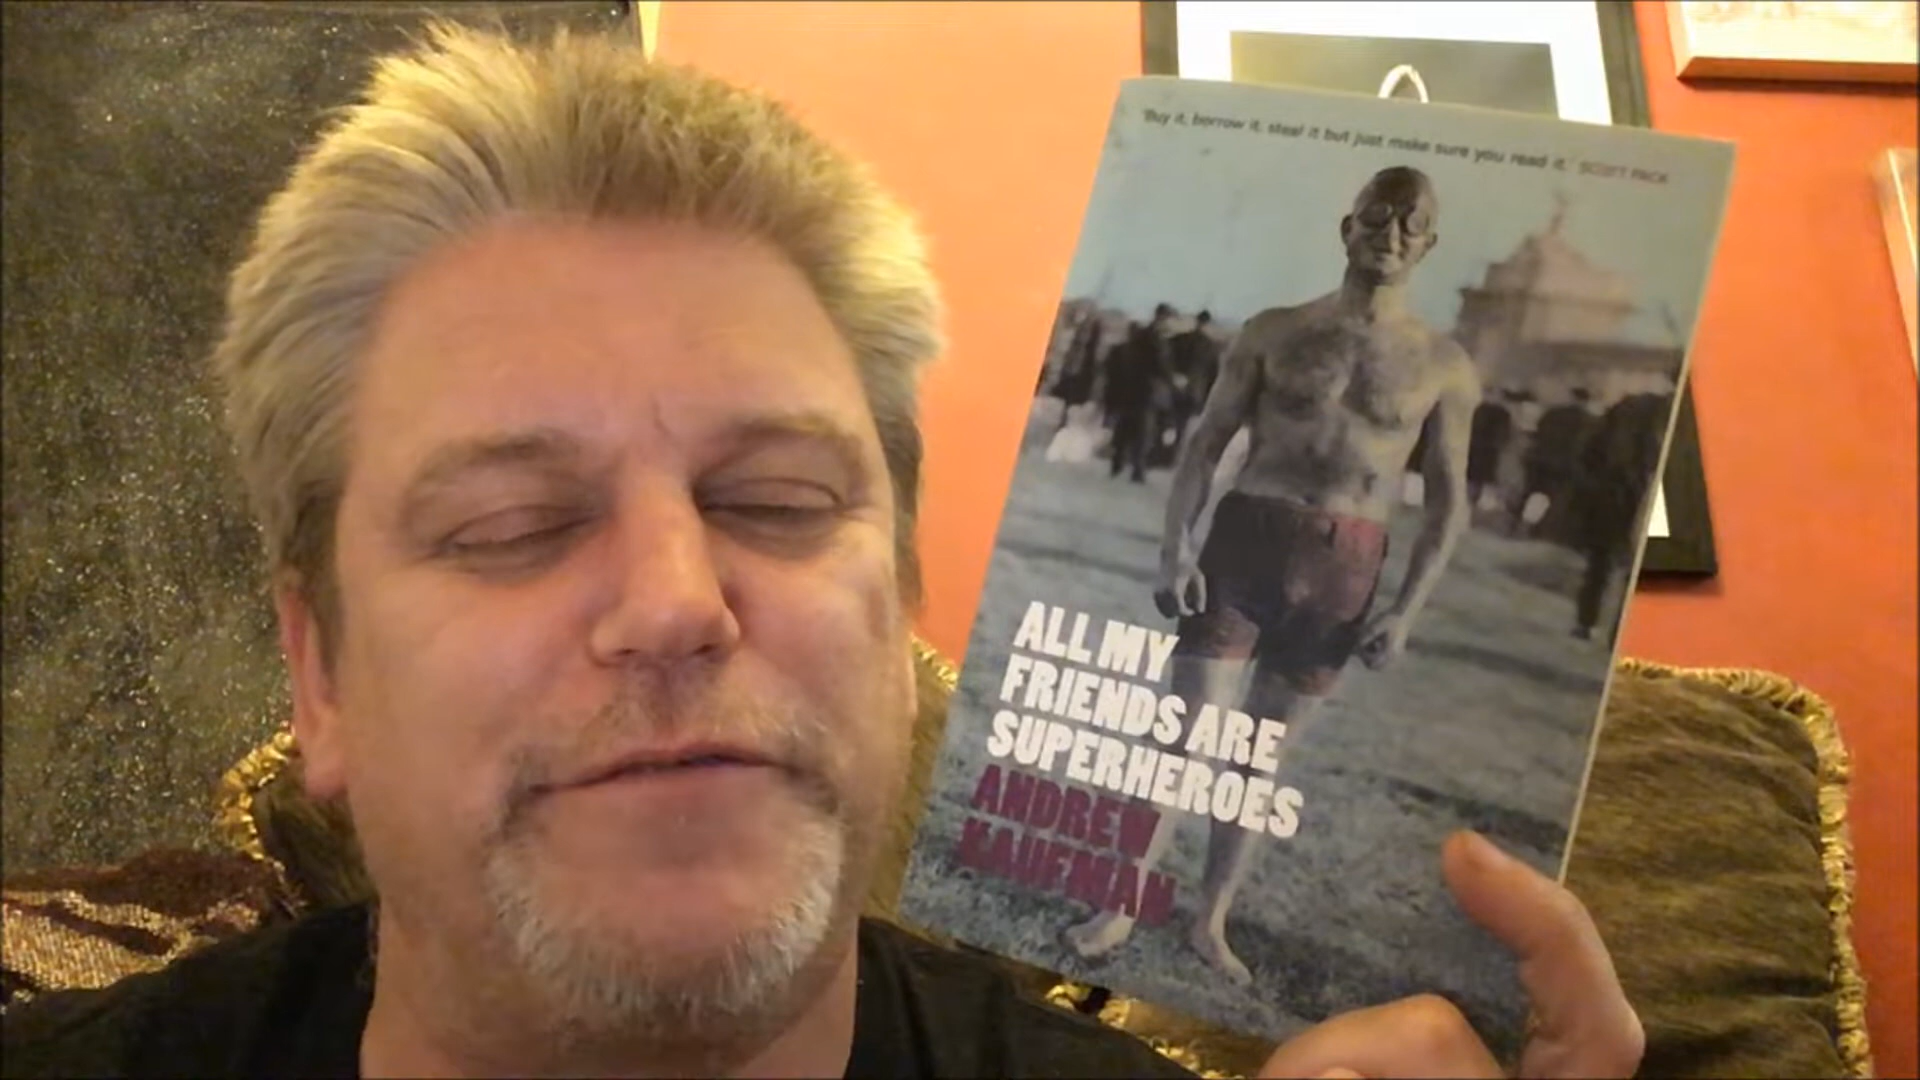 'Buy it, borrow it, steal it but just make sure you read it.' SCOTT PACK
ALL MY
FRIENDS ARE
SUPERHEROES
ANDREW
KAUFMAN